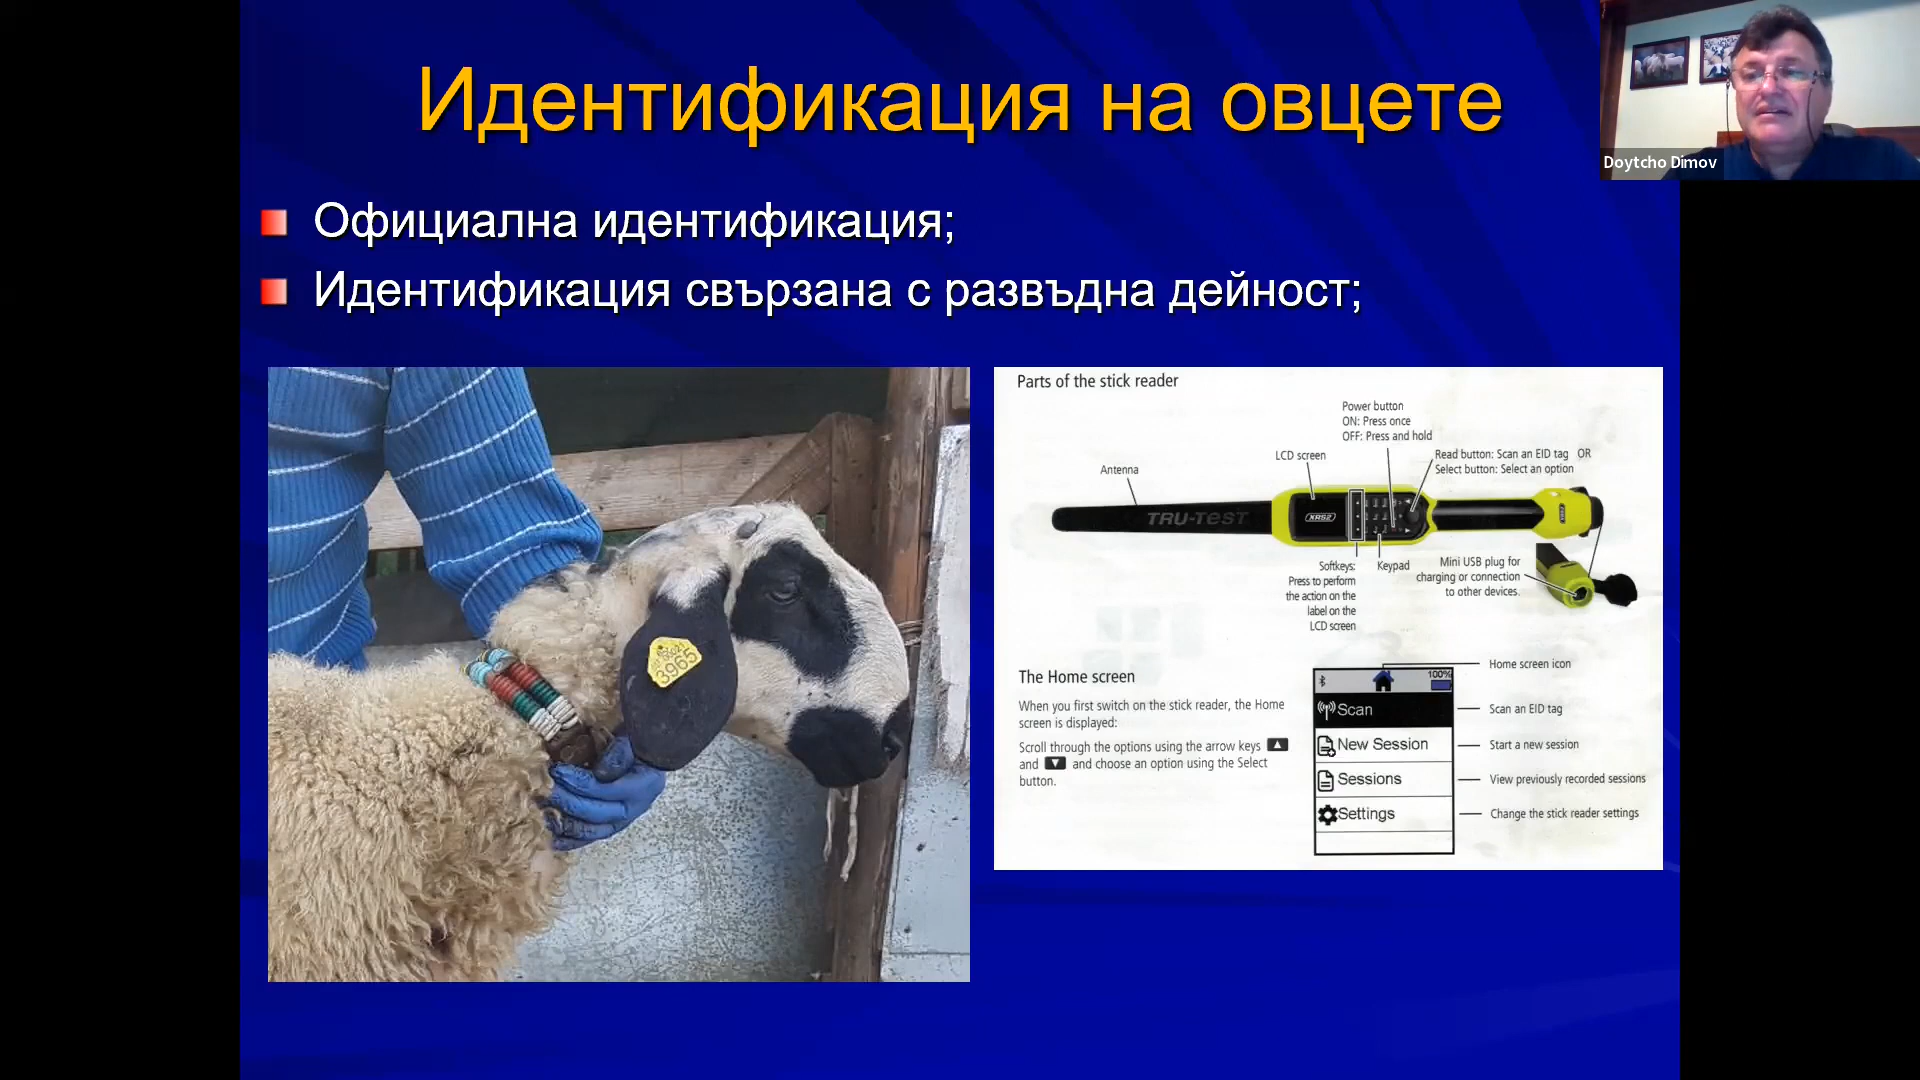 Идентификация на овцете
Doytcho Dimov
Официална идентификация;
Идентификация свързана с развъдна дейност;
3965
Parts of the stick reader
Power button
ON: Press once
OFF: Press and hold
LCD screen
Read button: Scan an EID tag OR
Select button: Select an option
Antenna
TRU-TEST
XRS2
Softkeys:
Press to perform
the action on the
label on the
LCD screen
Keypad
Mini USB plug for
charging or connection
to other devices.
The Home screen
When you first switch on the stick reader, the Home
screen is displayed:
Scroll through the options using the arrow keys
and and choose an option using the Select
button.
100%
Scan
New Session
Sessions
Settings
Home screen icon
Scan an EID tag
Start a new session
View previously recorded sessions
Change the stick reader settings